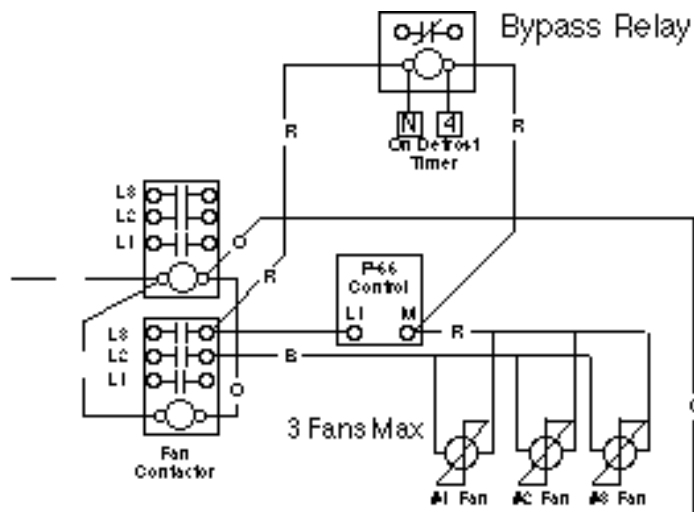 Bypass Relay
N 4
On Defrost
Timer
R
R
L3
L2
L1
O
R
P-66
Control
L1 M
L3
L2
L1
R
B
O
3 Fans Max
Fan
Contactor
#1 Fan #2 Fan #3 Fan